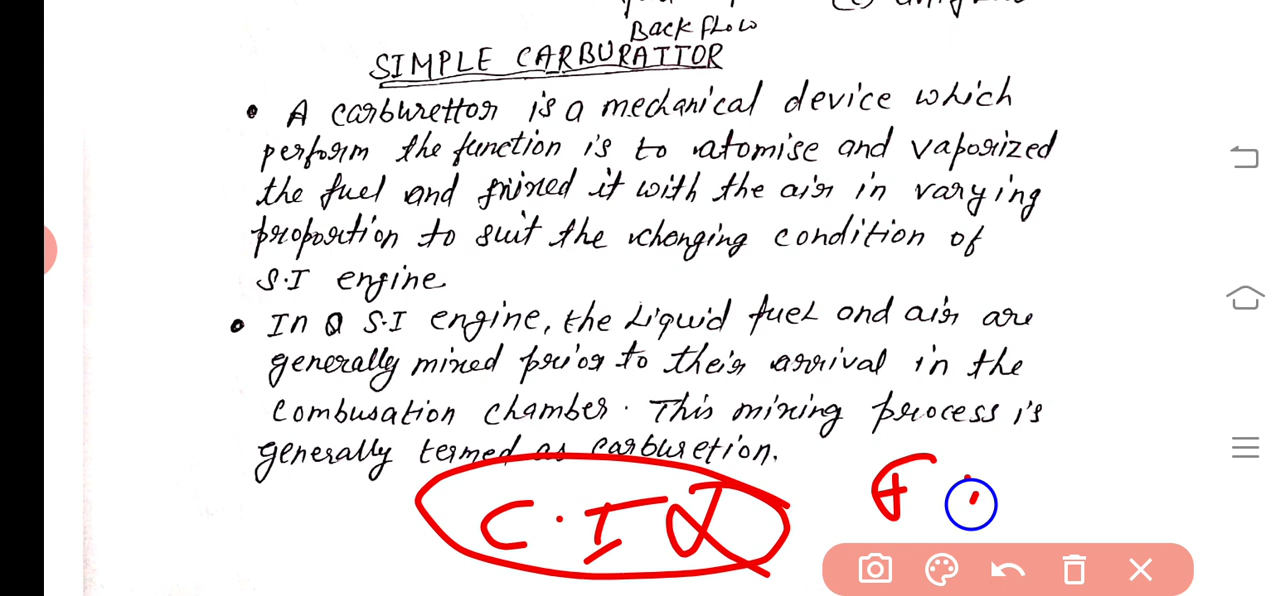 Back flow
SIMPLE CARBURATTOR
• A carburettor is a mechanical device which
perform the function is to atomise and vaporized
the fuel and mixed it with the air in varying
proportion to suit the changing condition of
S.I engine
• In a S.I engine, the Liquid fuel and air are
generally mixed prior to their arrival in the
Combusation chamber. This mixing process is
generally termed as carburetion.
C.I